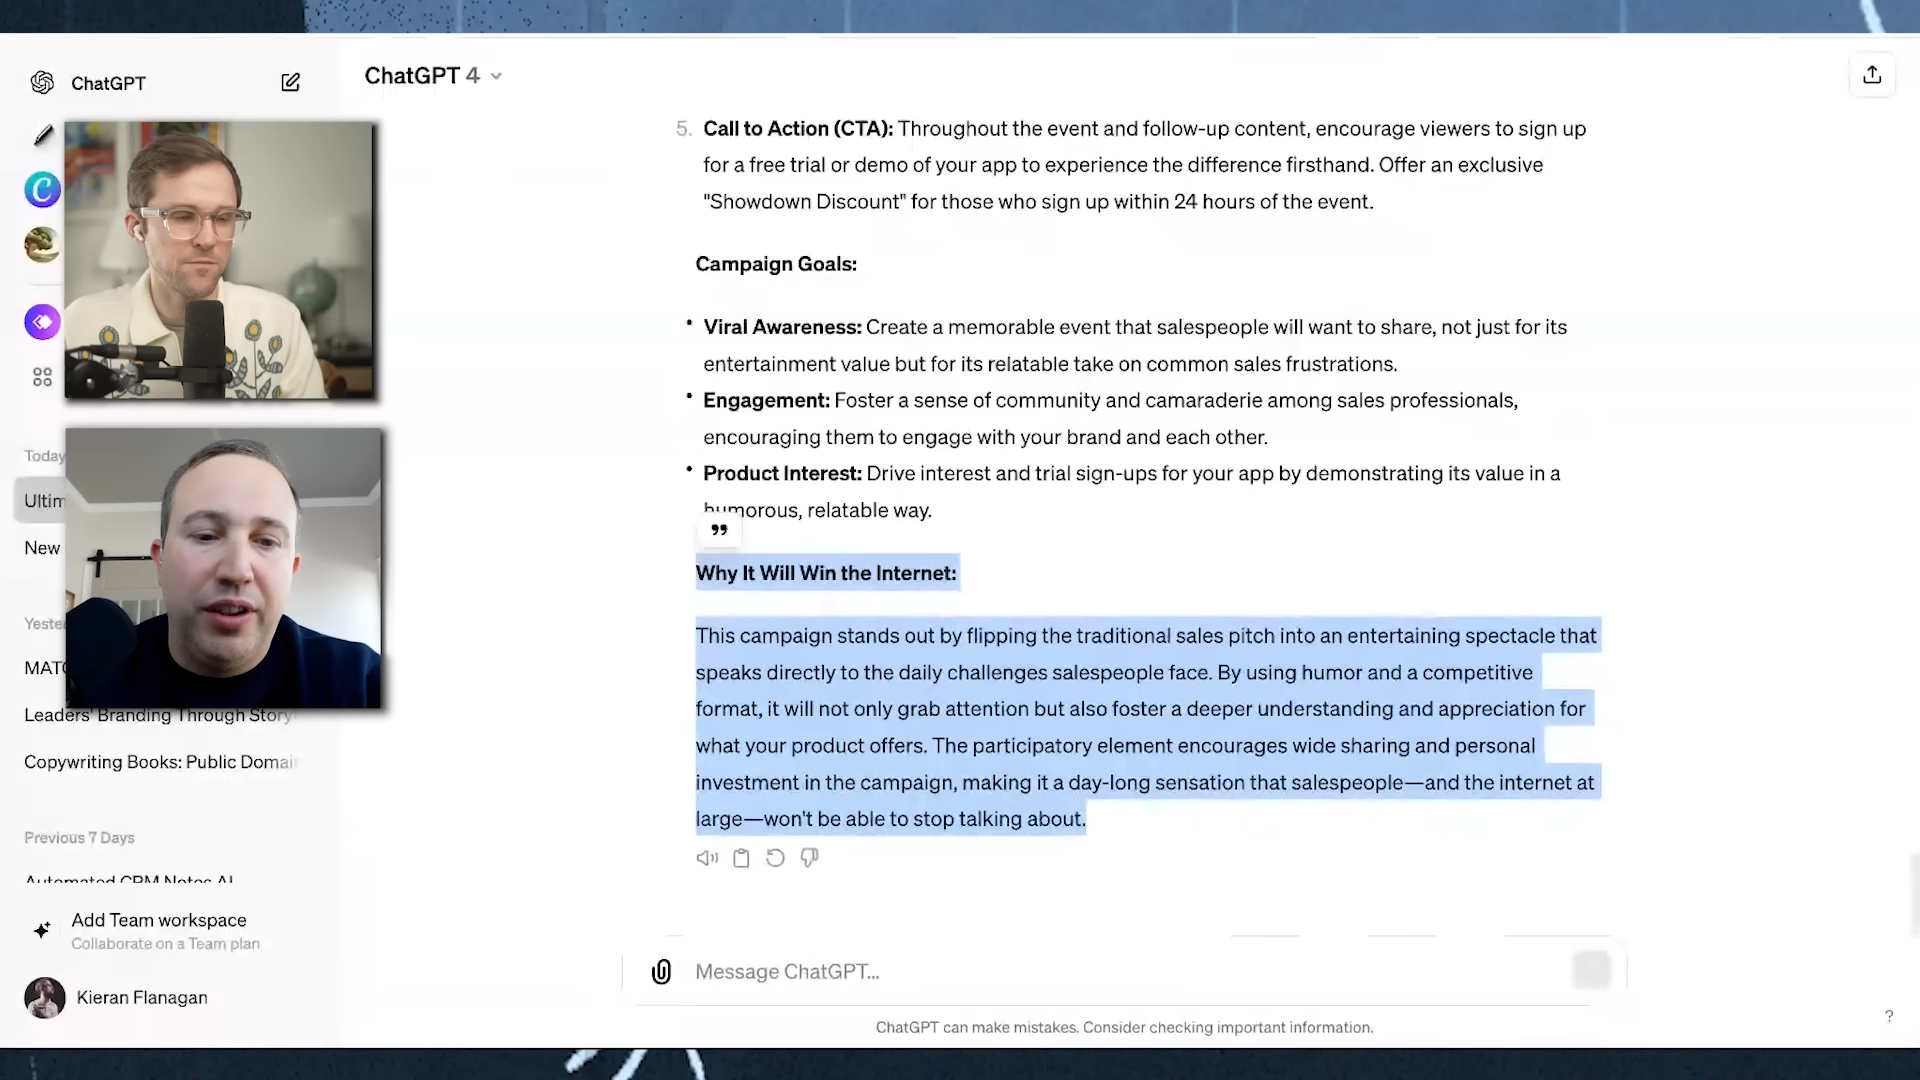 ChatGPT
ChatGPT 4
5. Call to Action (CTA): Throughout the event and follow-up content, encourage viewers to sign up
for a free trial or demo of your app to experience the difference firsthand. Offer an exclusive
"Showdown Discount" for those who sign up within 24 hours of the event.
Campaign Goals:
• Viral Awareness: Create a memorable event that salespeople will want to share, not just for its
entertainment value but for its relatable take on common sales frustrations.
• Engagement: Foster a sense of community and camaraderie among sales professionals,
encouraging them to engage with your brand and each other.
• Product Interest: Drive interest and trial sign-ups for your app by demonstrating its value in a
humorous, relatable way.
Why It Will Win the Internet:
This campaign stands out by flipping the traditional sales pitch into an entertaining spectacle that
speaks directly to the daily challenges salespeople face. By using humor and a competitive
format, it will not only grab attention but also foster a deeper understanding and appreciation for
what your product offers. The participatory element encourages wide sharing and personal
investment in the campaign, making it a day-long sensation that salespeople—and the internet at
large—won't be able to stop talking about.
Today
Ultim
New
Yeste
MATC
Leaders' Branding Through Story
Copywriting Books: Public Domai
Previous 7 Days
Automated CRM Notes AI
Add Team workspace
Collaborate on a Team plan
Kieran Flanagan
Message ChatGPT...
ChatGPT can make mistakes. Consider checking important information.
?